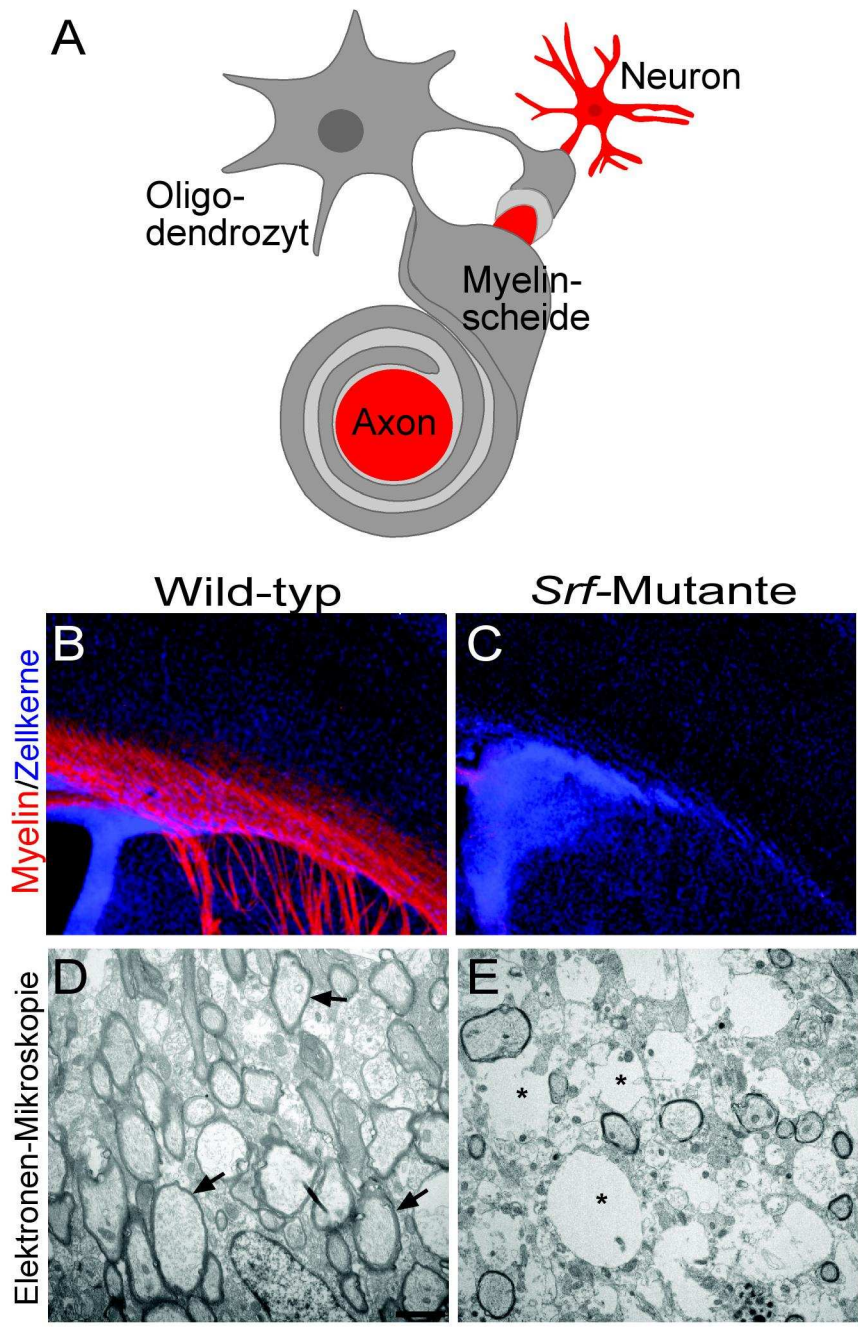 A
Neuron
Oligo-
dendrozyt
Myelin-
scheide
Axon
Wild-typ
Srf-Mutante
Myelin/Zellkerne
B
C
Elektronen-Mikroskopie
D
E
*
*
*